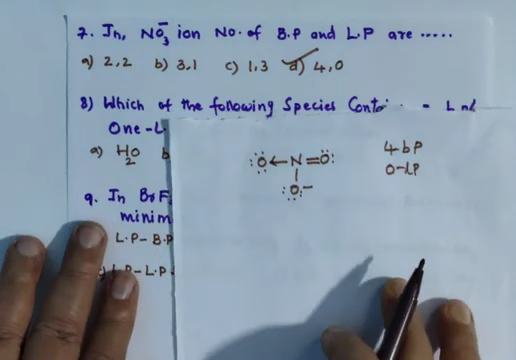 7. In, NO₃⁻ ion No. of B.P and L.P are .....
a) 2,2 b) 3,1 c) 1,3 d) 4,0
8) Which of the following Species
One-L
a) H₂O b
:Ö←N=Ö:
:Ö:⁻
4-bP
0-LP
9. In BrF
minim
L.P-B.P
L.P-L.P